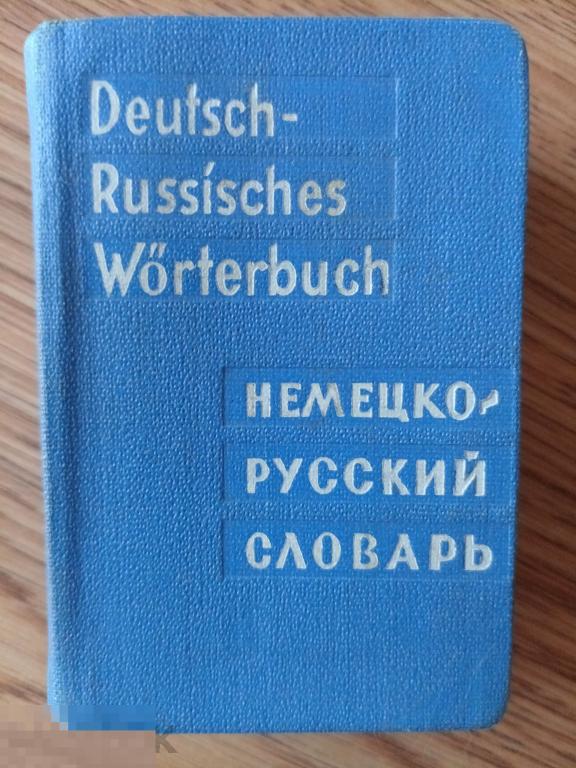 Deutsch-
Russisches
Wörterbuch
НЕМЕЦКО-
РУССКИЙ
СЛОВАРЬ